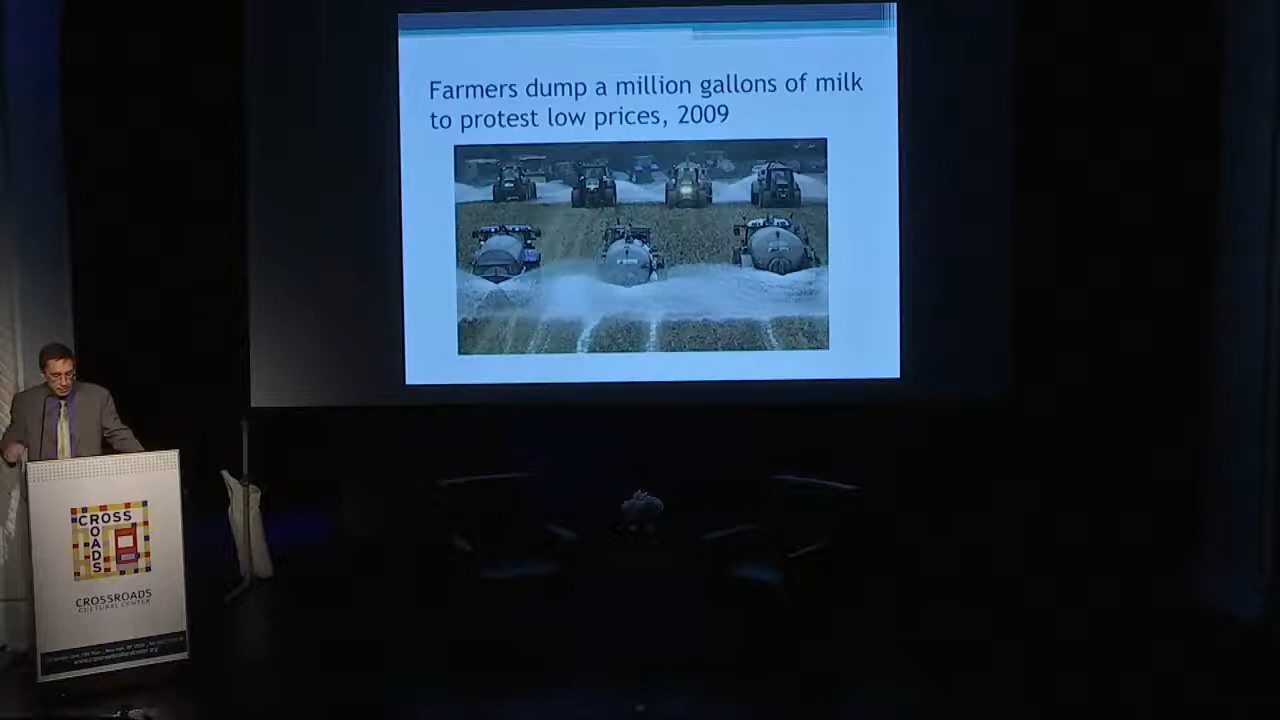 Farmers dump a million gallons of milk
to protest low prices, 2009
CROSS
ROADS
CROSSROADS
CULTURAL CENTER